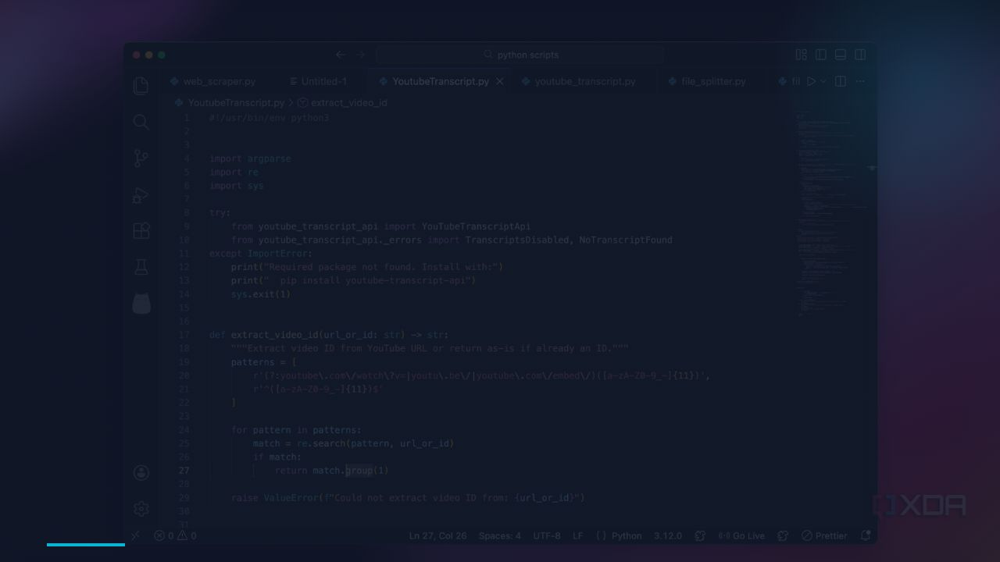 python scripts
web_scraper.py Untitled-1 YoutubeTranscript.py youtube_transcript.py file_splitter.py fil
YoutubeTranscript.py > extract_video_id
1 #!/usr/bin/env python3
2
3
4 import argparse
5 import re
6 import sys
7
8 try:
9 from youtube_transcript_api import YouTubeTranscriptApi
10 from youtube_transcript_api._errors import TranscriptsDisabled, NoTranscriptFound
11 except ImportError:
12 print("Required package not found. Install with:")
13 print("  pip install youtube-transcript-api")
14 sys.exit(1)
15
16
17 def extract_video_id(url_or_id: str) -> str:
18 """Extract video ID from YouTube URL or return as-is if already an ID."""
19 patterns = [
20 r'(?:youtube\.com\/watch\?v=|youtu\.be\/|youtube\.com\/embed\/)([a-zA-Z0-9_-]{11})',
21 r'^([a-zA-Z0-9_-]{11})$'
22 ]
23
24 for pattern in patterns:
25 match = re.search(pattern, url_or_id)
26 if match:
27 return match.group(1)
28
29 raise ValueError(f"Could not extract video ID from: {url_or_id}")
30
31
XDA
0 0 Ln 27, Col 26 Spaces: 4 UTF-8 LF {} Python 3.12.0 Go Live Prettier